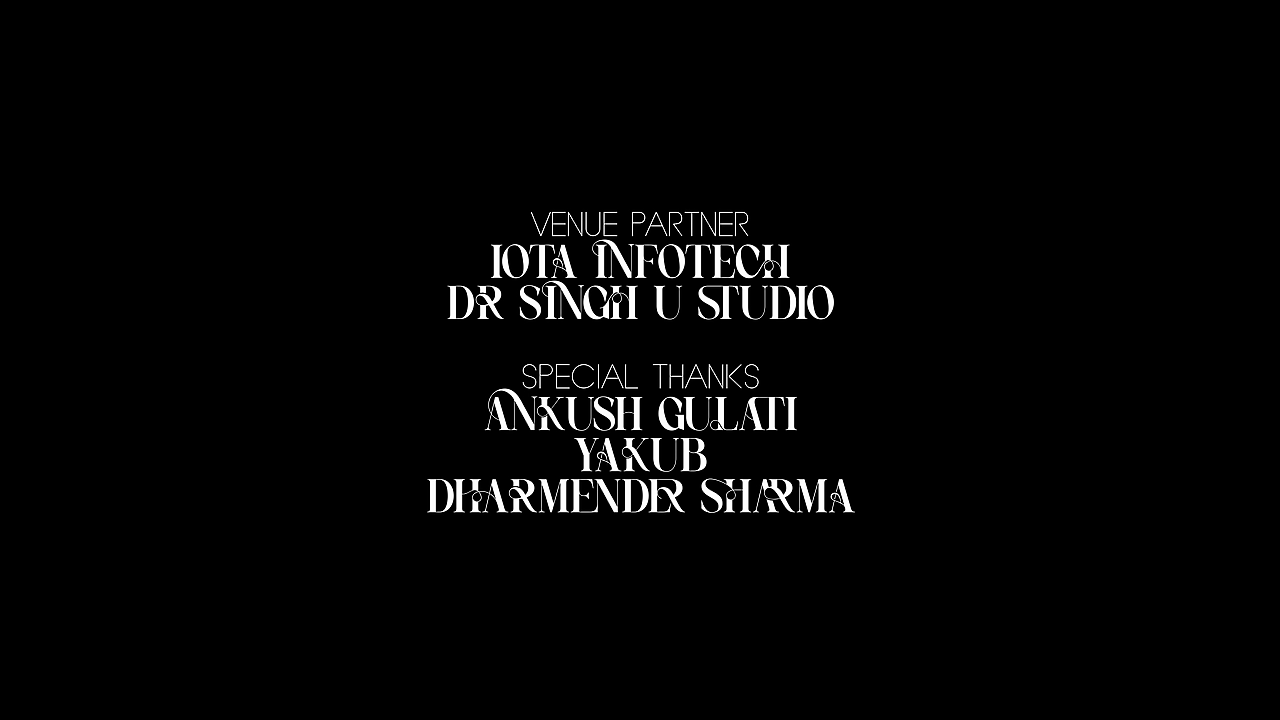 VENUE PARTNER
IOTA INFOTECH
DR SINGH U STUDIO
SPECIAL THANKS
ANKUSH GULATI
YAKUB
DHARMENDER SHARMA